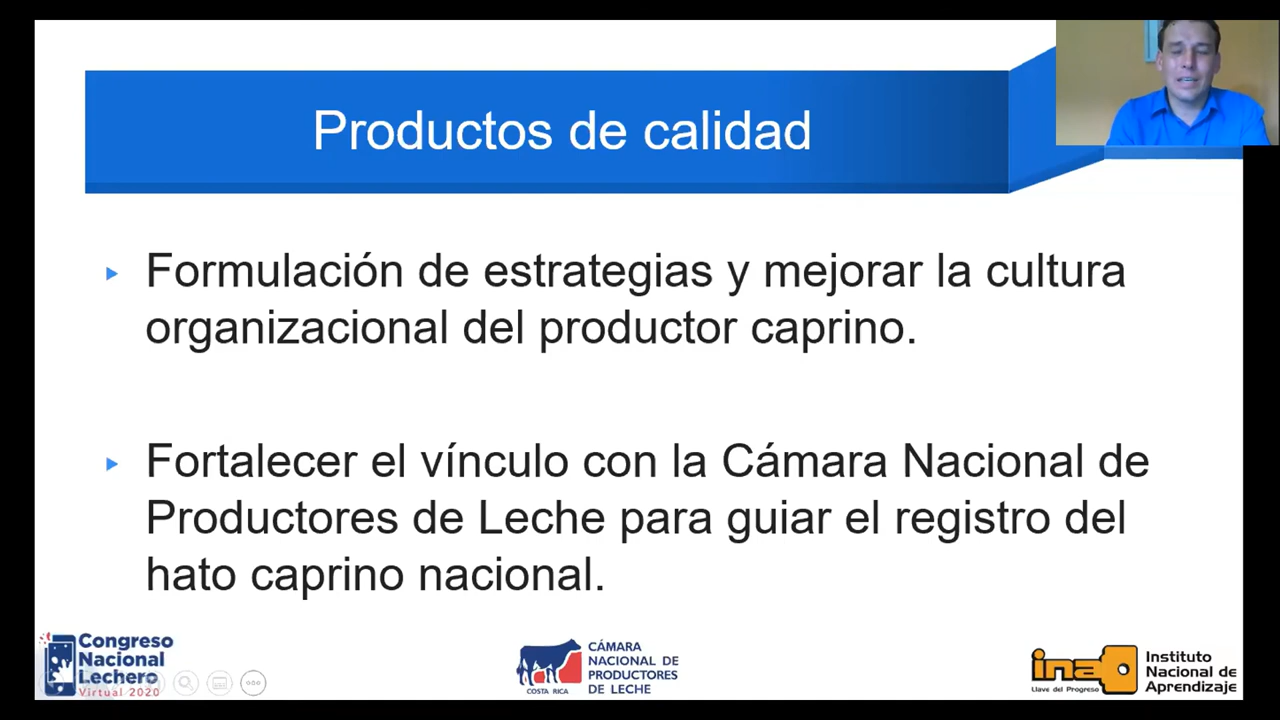 Productos de calidad
Formulación de estrategias y mejorar la cultura
organizacional del productor caprino.
Fortalecer el vínculo con la Cámara Nacional de
Productores de Leche para guiar el registro del
hato caprino nacional.
Congreso
Nacional
Lechero
Virtual 2020
CÁMARA
NACIONAL DE
PRODUCTORES
DE LECHE
COSTA RICA
ina
Llave del Progreso
Instituto
Nacional de
Aprendizaje